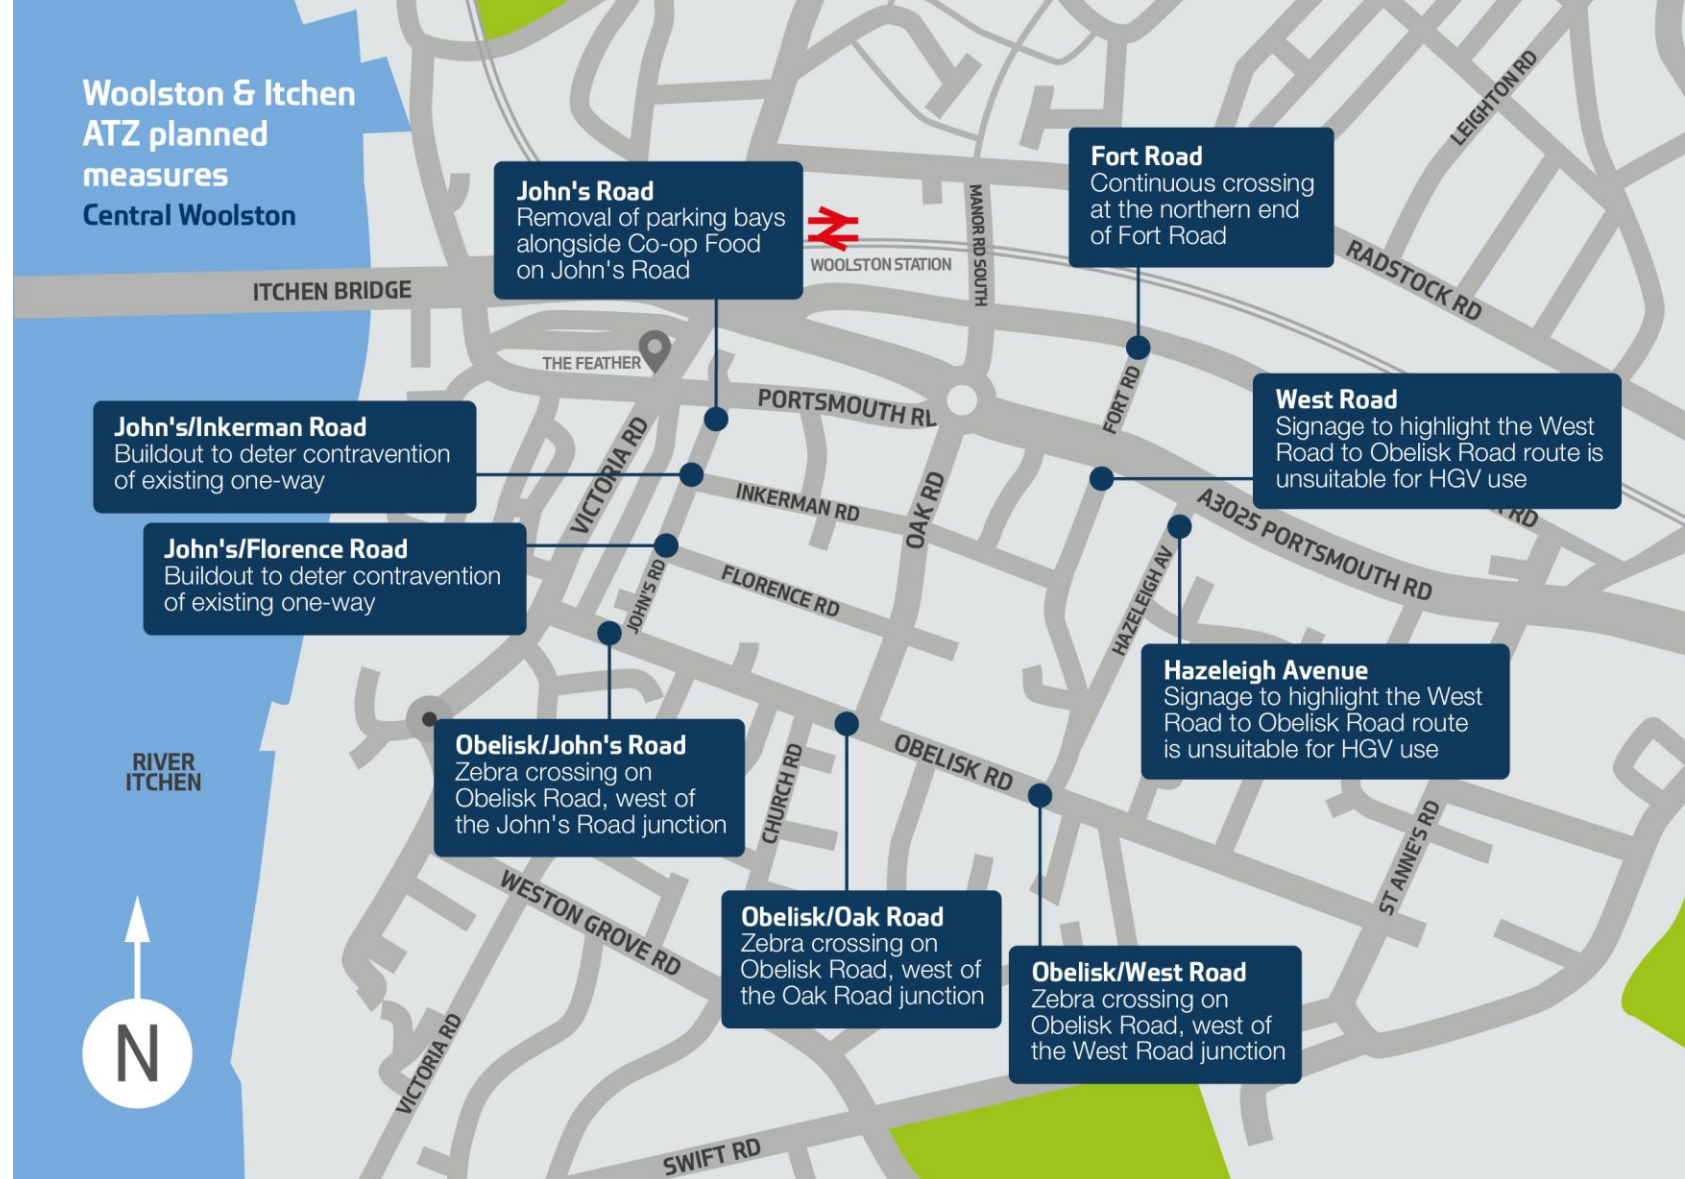 Woolston & Itchen
ATZ planned
measures
Central Woolston
LEIGHTON RD
Fort Road
Continuous crossing
at the northern end
of Fort Road
John's Road
Removal of parking bays
alongside Co-op Food
on John's Road
MANOR RD SOUTH
WOOLSTON STATION
RADSTOCK RD
ITCHEN BRIDGE
THE FEATHER
PORTSMOUTH
FORT RD
West Road
Signage to highlight the West
Road to Obelisk Road route is
unsuitable for HGV use
John's/Inkerman Road
Buildout to deter contravention
of existing one-way
VICTORIA RD
INKERMAN RD
OAK RD
RD
A3025 PORTSMOUTH RD
John's/Florence Road
Buildout to deter contravention
of existing one-way
JOHN'S RD
FLORENCE RD
HAZELEIGH AV
Hazeleigh Avenue
Signage to highlight the West
Road to Obelisk Road route
is unsuitable for HGV use
Obelisk/John's Road
Zebra crossing on
Obelisk Road, west of
the John's Road junction
RIVER
ITCHEN
CHURCH RD
OBELISK RD
ST ANNE'S RD
WESTON GROVE RD
Obelisk/Oak Road
Zebra crossing on
Obelisk Road, west of
the Oak Road junction
Obelisk/West Road
Zebra crossing on
Obelisk Road, west of
the West Road junction
N
VICTORIA RD
SWIFT RD